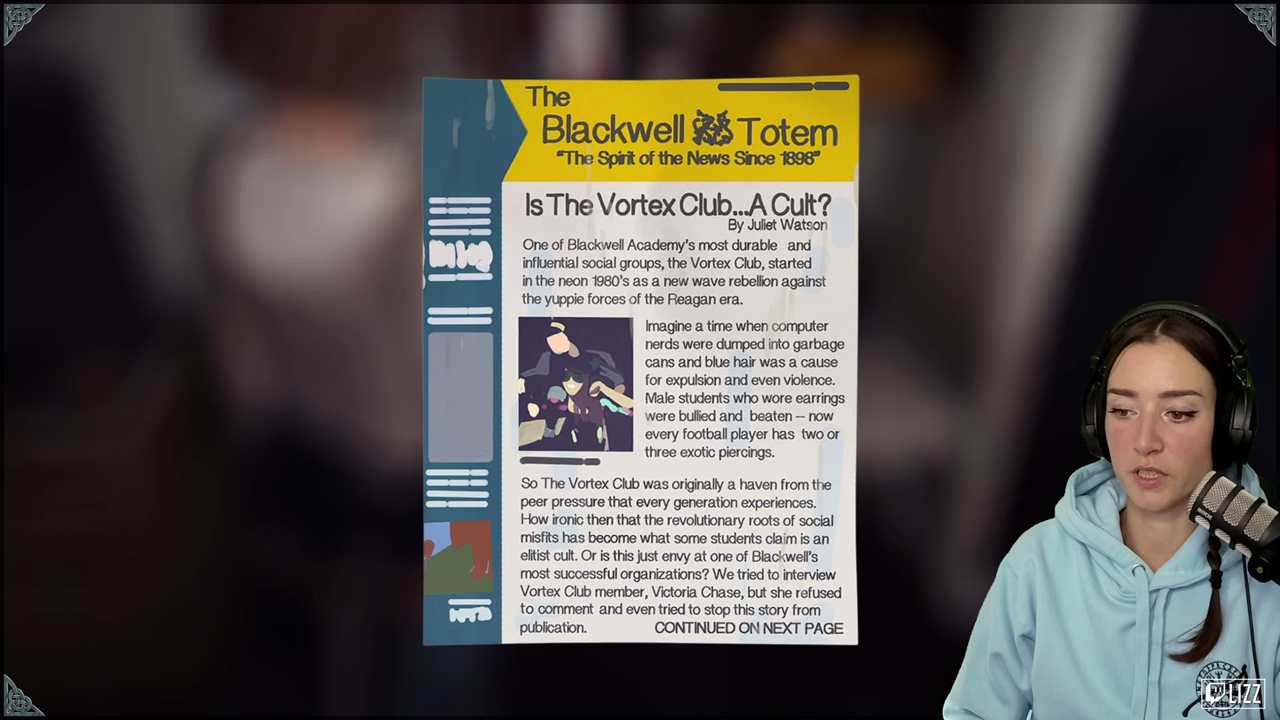 The
Blackwell Totem
"The Spirit of the News Since 1898"
Is The Vortex Club...A Cult?
By Juliet Watson
One of Blackwell Academy's most durable and
influential social groups, the Vortex Club, started
in the neon 1980's as a new wave rebellion against
the yuppie forces of the Reagan era.
Imagine a time when computer
nerds were dumped into garbage
cans and blue hair was a cause
for expulsion and even violence.
Male students who wore earrings
were bullied and beaten – now
every football player has two or
three exotic piercings.
So The Vortex Club was originally a haven from the
peer pressure that every generation experiences.
How ironic then that the revolutionary roots of social
misfits has become what some students claim is an
elitist cult. Or is this just envy at one of Blackwell's
most successful organizations? We tried to interview
Vortex Club member, Victoria Chase, but she refused
to comment and even tried to stop this story from
publication.
CONTINUED ON NEXT PAGE
LIZZ